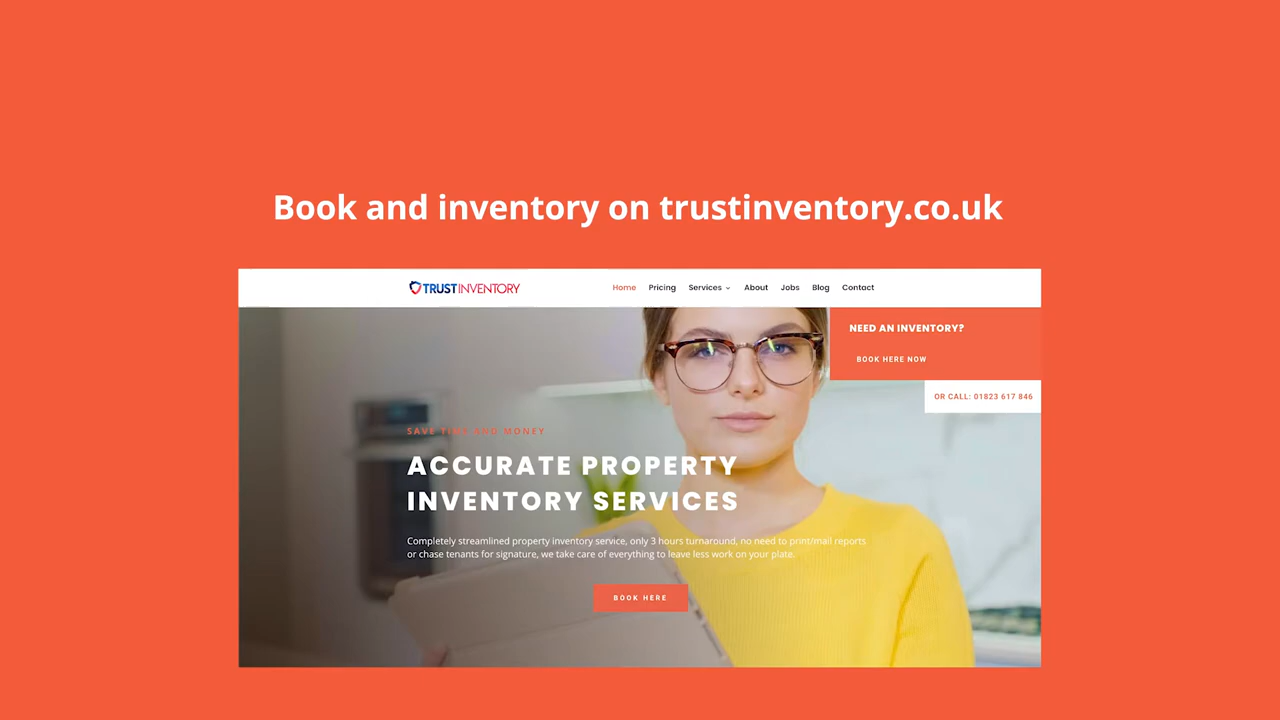 Book and inventory on trustinventory.co.uk
TRUSTINVENTORY
Home Pricing Services About Jobs Blog Contact
NEED AN INVENTORY?
BOOK HERE NOW
OR CALL: 01823 617 846
SAVE TIME AND MONEY
ACCURATE PROPERTY
INVENTORY SERVICES
Completely streamlined property inventory service, only 3 hours turnaround, no need to print/mail reports
or chase tenants for signature, we take care of everything to leave less work on your plate.
BOOK HERE